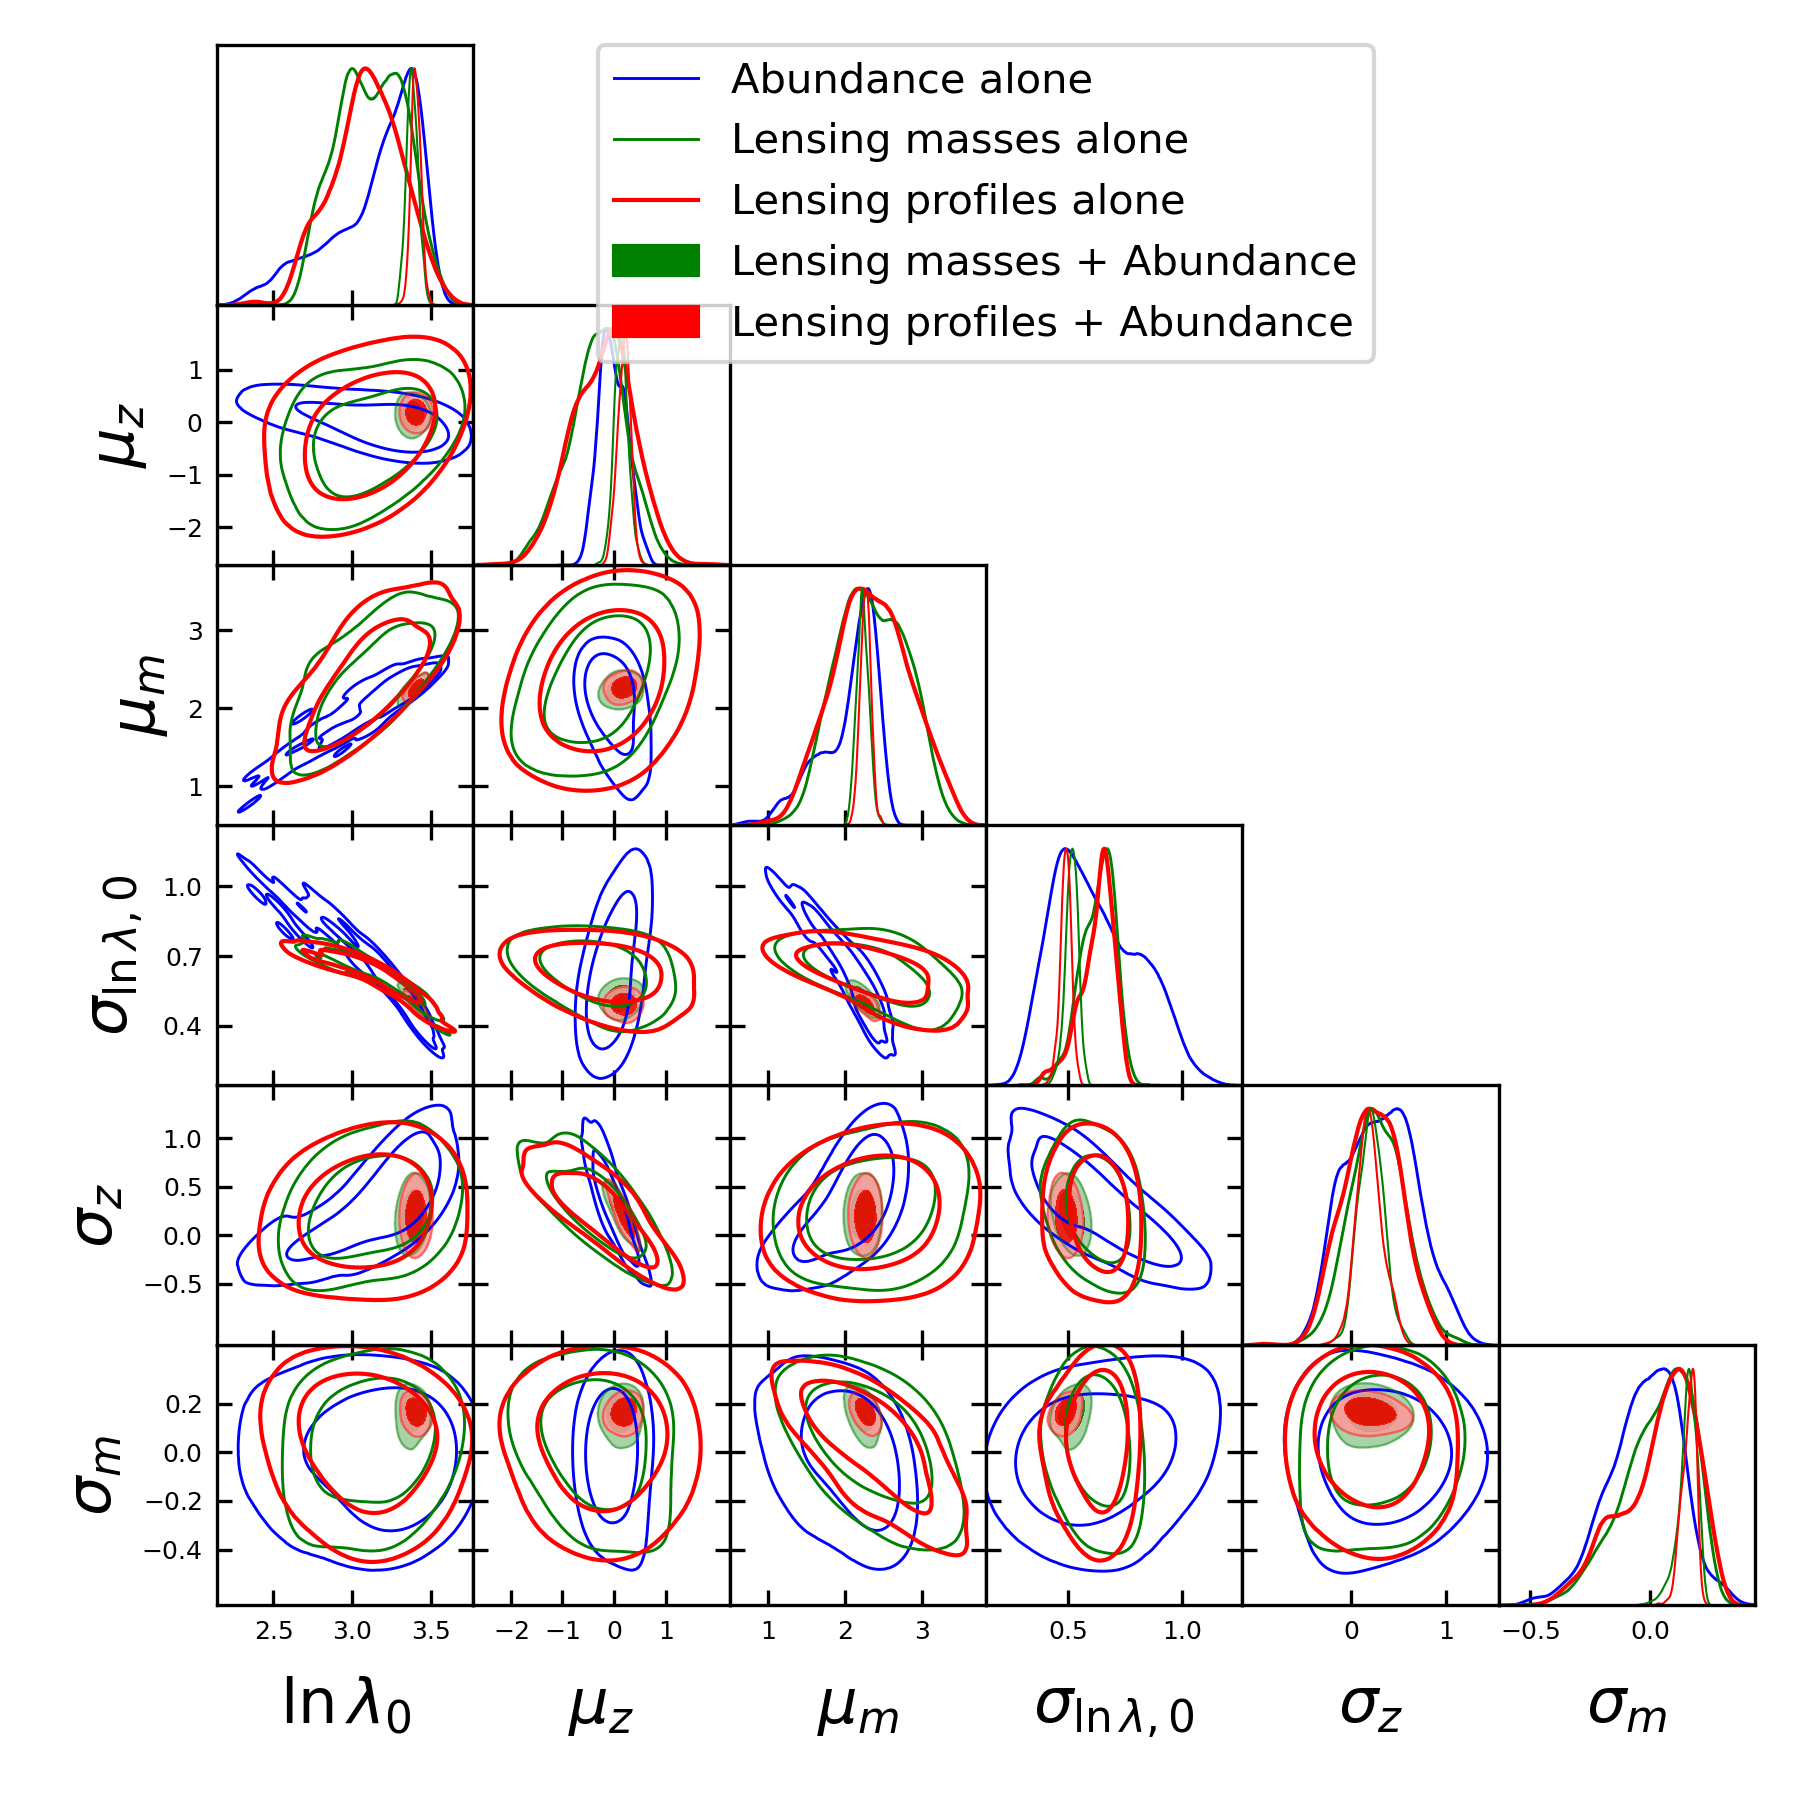 Abundance alone
Lensing masses alone
Lensing profiles alone
Lensing masses + Abundance
Lensing profiles + Abundance
μz
1
0
−1
−2
μm
3
2
1
σln λ, 0
1.0
0.7
0.4
σz
1.0
0.5
0.0
−0.5
σm
0.2
0.0
−0.2
−0.4
2.5 3.0 3.5 −2 −1 0 1 1 2 3 0.5 1.0 0 1 −0.5 0.0
ln λ0 μz μm σln λ, 0 σz σm